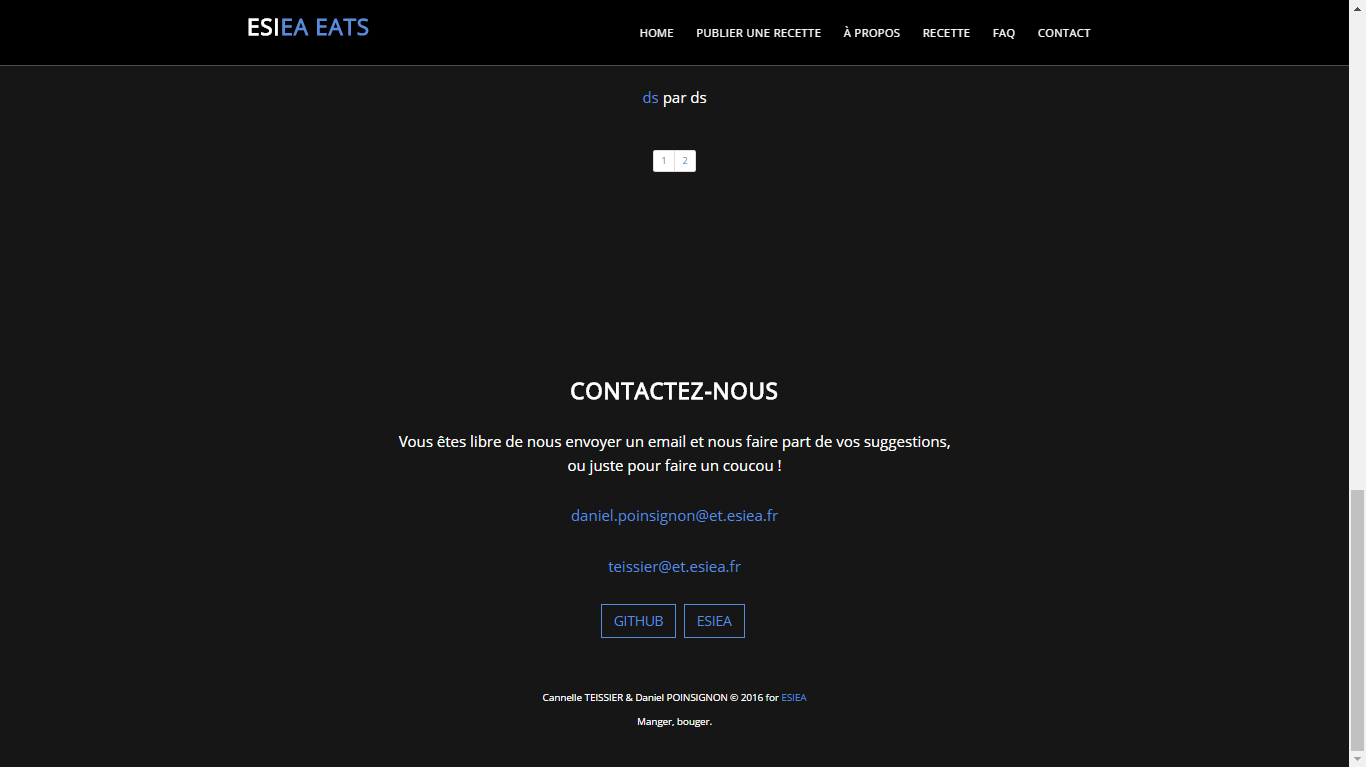 ESIEA EATS
HOME PUBLIER UNE RECETTE À PROPOS RECETTE FAQ CONTACT
ds par ds
1 2
CONTACTEZ-NOUS
Vous êtes libre de nous envoyer un email et nous faire part de vos suggestions,
ou juste pour faire un coucou !
daniel.poinsignon@et.esiea.fr
teissier@et.esiea.fr
GITHUB ESIEA
Cannelle TEISSIER & Daniel POINSIGNON © 2016 for ESIEA
Manger, bouger.